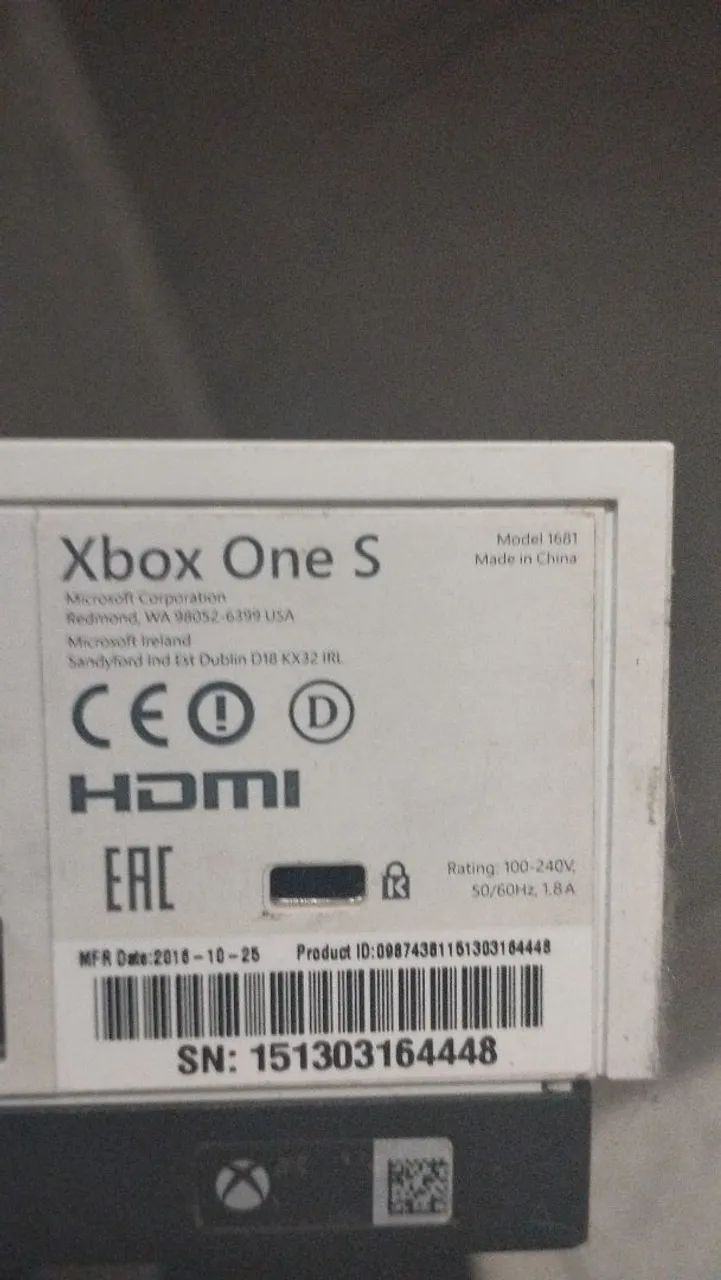 Xbox One S
Model 1681
Made in China
Microsoft Corporation
Redmond, WA 98052-6399 USA
Microsoft Ireland
Sandyford Ind Est Dublin D18 KX32 IRL
CE D
HDMI
EAC
K
Rating: 100-240V,
50/60Hz, 1.8A
MFR Date:2016-10-25 Product ID:09874381151303164448
SN: 151303164448